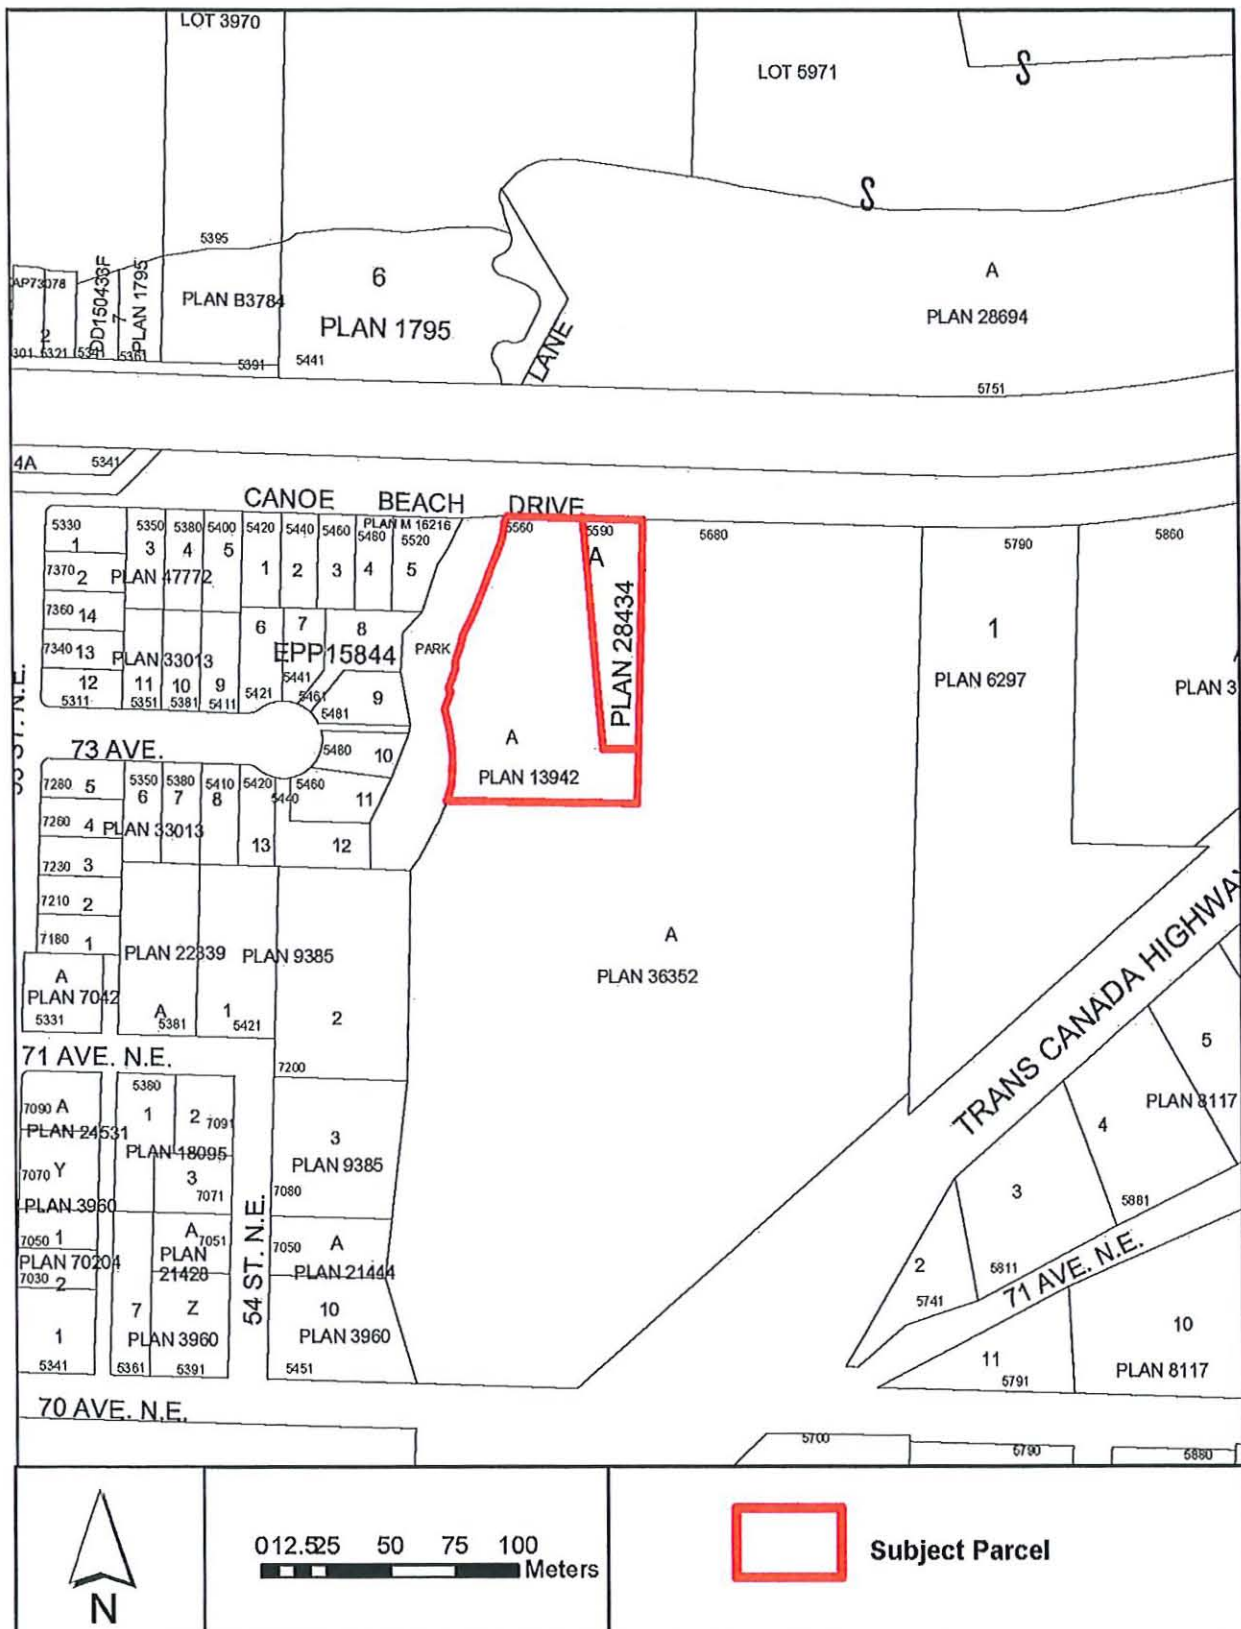 LOT 3970
LOT 5971
S
S
5395
AP73078
DD150433F
7
PLAN 1795
PLAN B3784
6
PLAN 1795
LANE
A
PLAN 28694
2
301
5321
5341
5361
5391
5441
5751
4A
5341
CANOE BEACH DRIVE
5330
1
5350
3
5380
4
5400
5
5420
1
5440
2
5460
3
PLAN M 16216
5480
4
5520
5
5560
5590
A
5680
5790
5860
7370 2
PLAN 47772
7360 14
7340 13
PLAN 33013
12
5311
11
5351
10
5381
9
5411
6
5421
7
8
EPP15844
5441
5461
5481
9
PARK
PLAN 28434
A
PLAN 13942
1
PLAN 6297
PLAN 3
73 AVE.
5480
10
7280 5
5350
6
5380
7
5410
8
5420
5440
5460
11
7260 4
PLAN 33013
13
12
7230 3
7210 2
7180 1
A
PLAN 7042
5331
PLAN 22339
PLAN 9385
A
5381
1
5421
2
7200
A
PLAN 36352
TRANS CANADA HIGHWAY
71 AVE. N.E.
7090 A
PLAN 24531
5380
1
2
7091
PLAN 18095
7070 Y
3
7071
PLAN 3960
3
PLAN 9385
7080
7050 1
PLAN 70204
7030 2
1
5341
A
7051
PLAN
21428
7
5361
Z
PLAN 3960
5391
54 ST. N.E.
7050
A
PLAN 21444
10
PLAN 3960
5451
5
PLAN 8117
4
3
5881
2
5811
5741
71 AVE. N.E.
10
11
5791
PLAN 8117
70 AVE. N.E.
5700
5790
5880
N
0 12.5 25 50 75 100
Meters
Subject Parcel